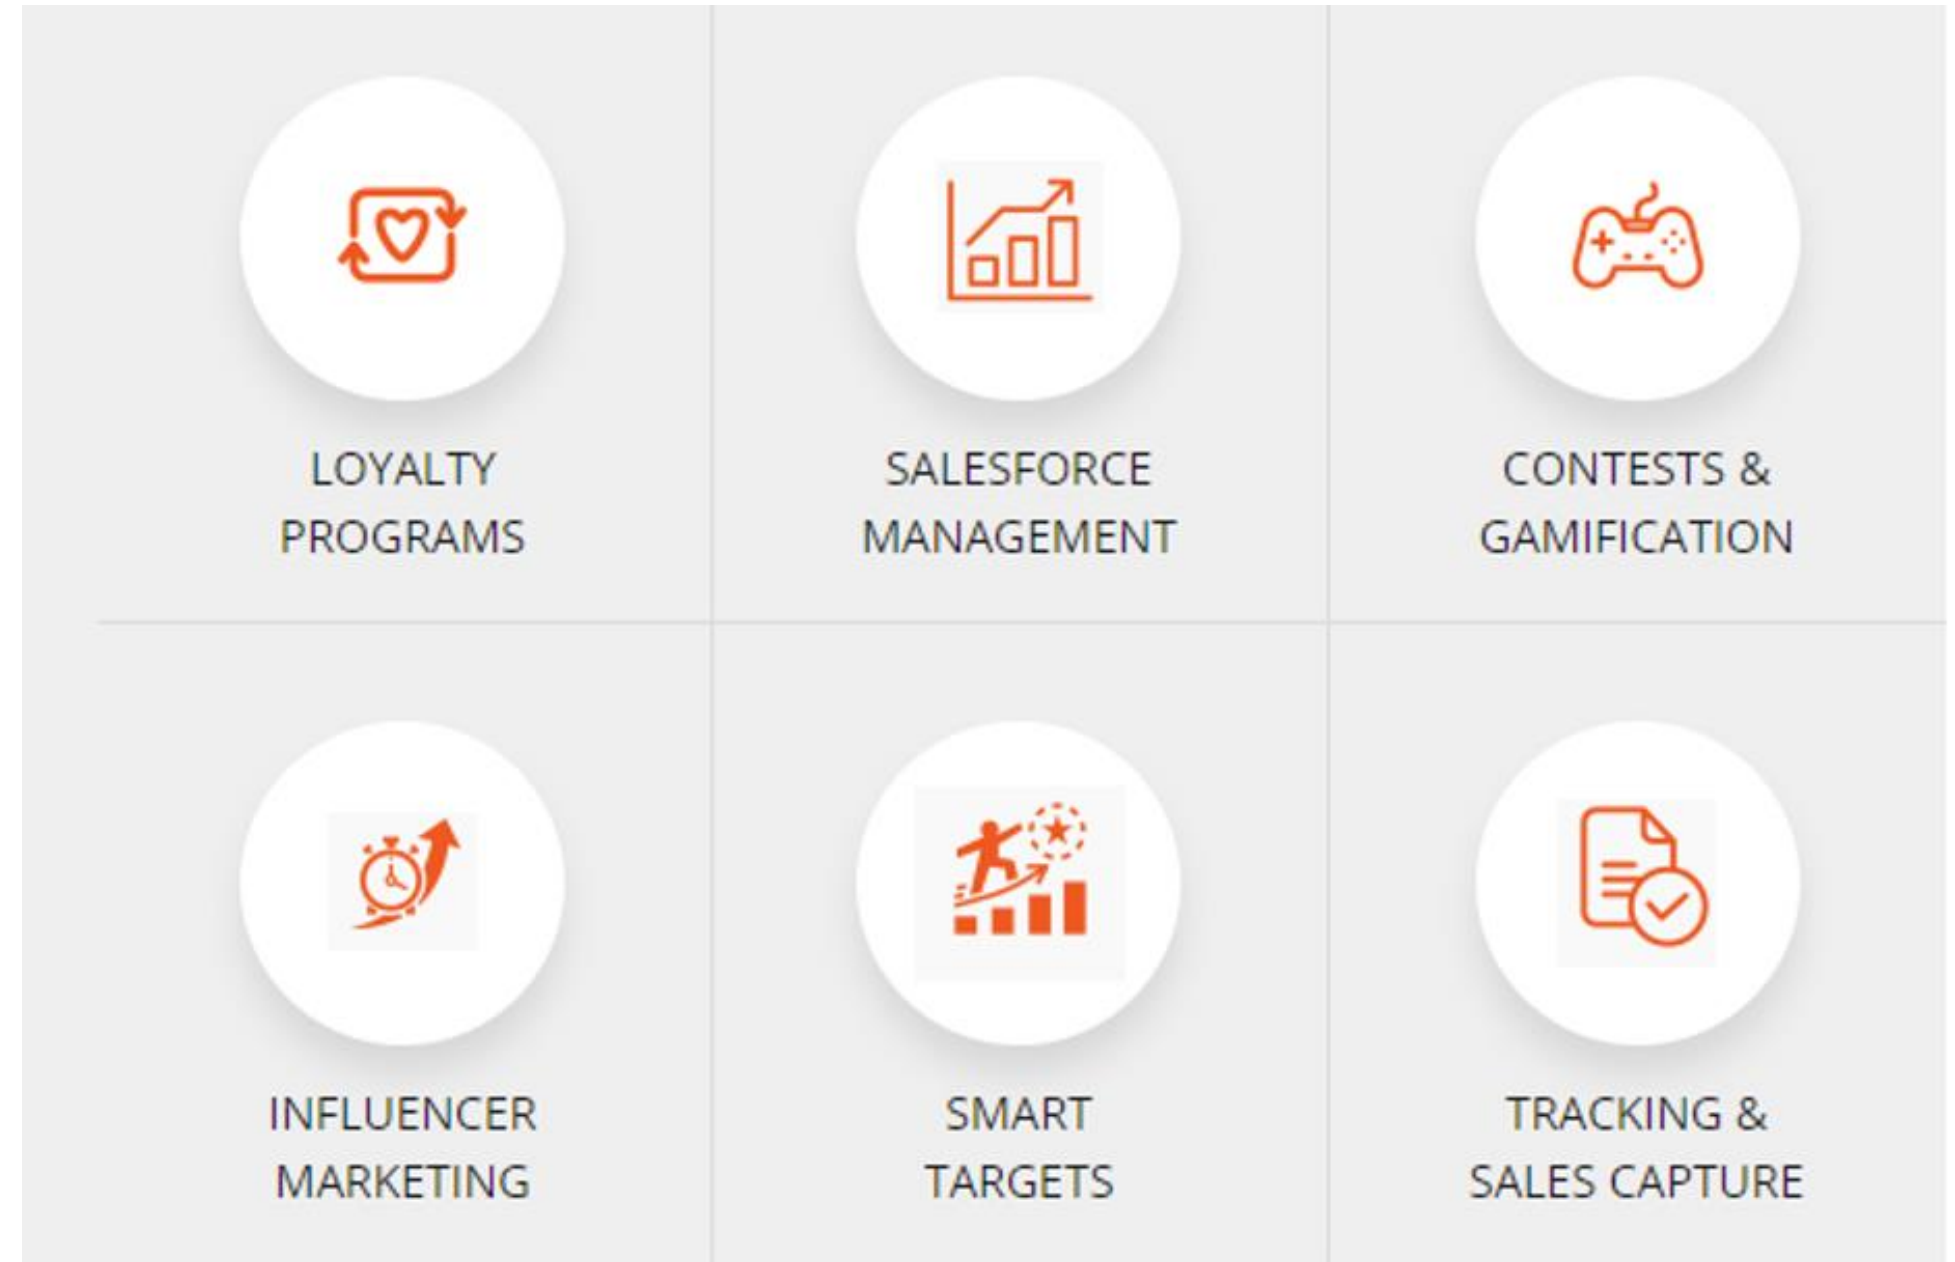 LOYALTY
PROGRAMS
SALESFORCE
MANAGEMENT
CONTESTS &
GAMIFICATION
INFLUENCER
MARKETING
SMART
TARGETS
TRACKING &
SALES CAPTURE